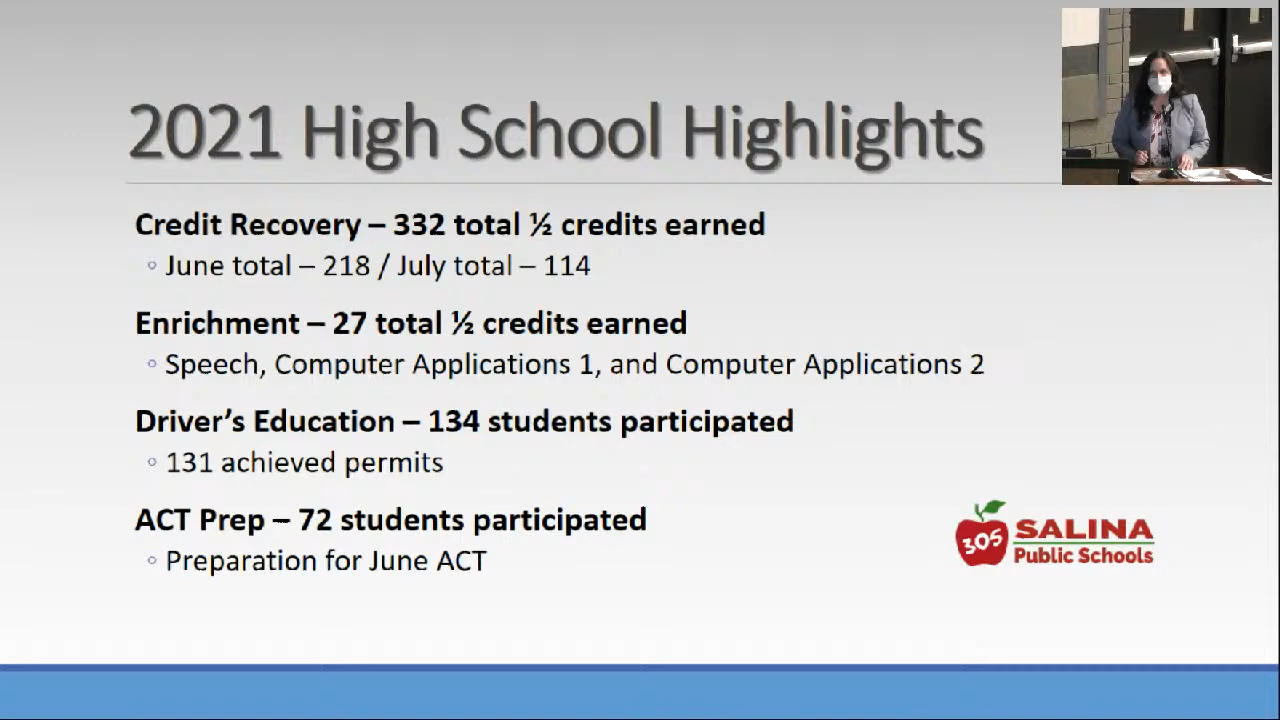 2021 High School Highlights
Credit Recovery – 332 total ½ credits earned
◦ June total – 218 / July total – 114
Enrichment – 27 total ½ credits earned
◦ Speech, Computer Applications 1, and Computer Applications 2
Driver's Education – 134 students participated
◦ 131 achieved permits
ACT Prep – 72 students participated
◦ Preparation for June ACT
305 SALINA
Public Schools